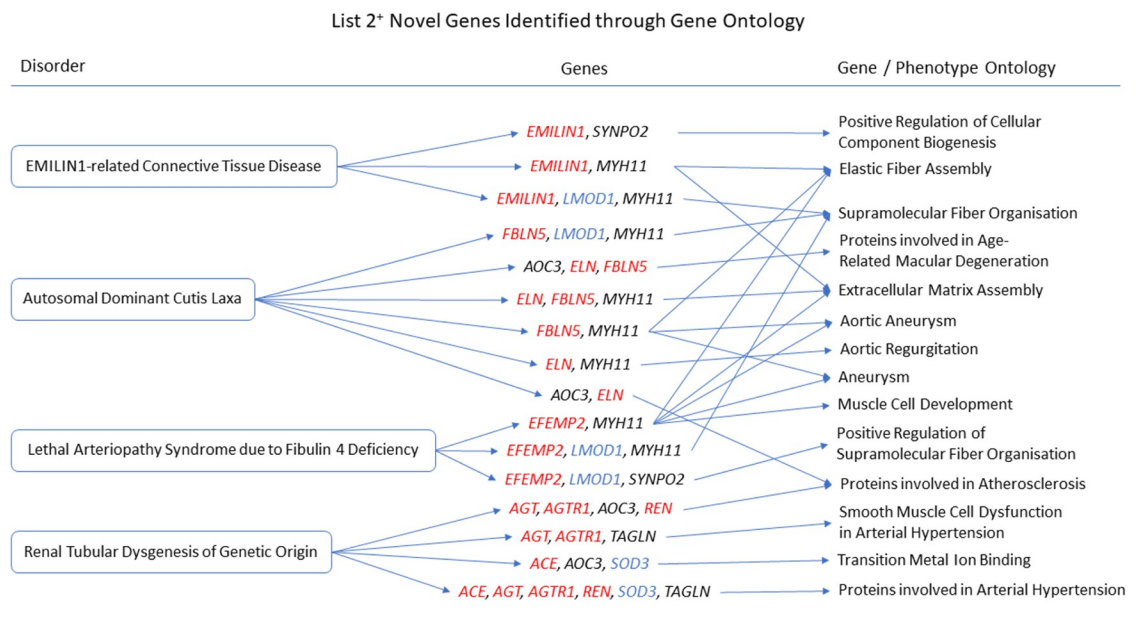 List 2+ Novel Genes Identified through Gene Ontology
Disorder
Genes
Gene / Phenotype Ontology
EMILIN1-related Connective Tissue Disease
Autosomal Dominant Cutis Laxa
Lethal Arteriopathy Syndrome due to Fibulin 4 Deficiency
Renal Tubular Dysgenesis of Genetic Origin
EMILIN1, SYNPO2
EMILIN1, MYH11
EMILIN1, LMOD1, MYH11
FBLN5, LMOD1, MYH11
AOC3, ELN, FBLN5
ELN, FBLN5, MYH11
FBLN5, MYH11
ELN, MYH11
AOC3, ELN
EFEMP2, MYH11
EFEMP2, LMOD1, MYH11
EFEMP2, LMOD1, SYNPO2
AGT, AGTR1, AOC3, REN
AGT, AGTR1, TAGLN
ACE, AOC3, SOD3
ACE, AGT, AGTR1, REN, SOD3, TAGLN
Positive Regulation of Cellular
Component Biogenesis
Elastic Fiber Assembly
Supramolecular Fiber Organisation
Proteins involved in Age-
Related Macular Degeneration
Extracellular Matrix Assembly
Aortic Aneurysm
Aortic Regurgitation
Aneurysm
Muscle Cell Development
Positive Regulation of
Supramolecular Fiber Organisation
Proteins involved in Atherosclerosis
Smooth Muscle Cell Dysfunction
in Arterial Hypertension
Transition Metal Ion Binding
Proteins involved in Arterial Hypertension